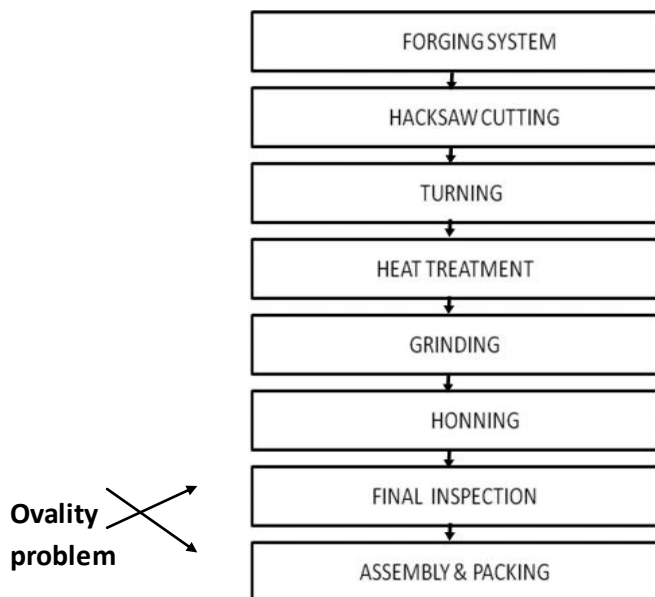 FORGING SYSTEM
HACKSAW CUTTING
TURNING
HEAT TREATMENT
GRINDING
HONNING
FINAL INSPECTION
ASSEMBLY & PACKING
Ovality
problem